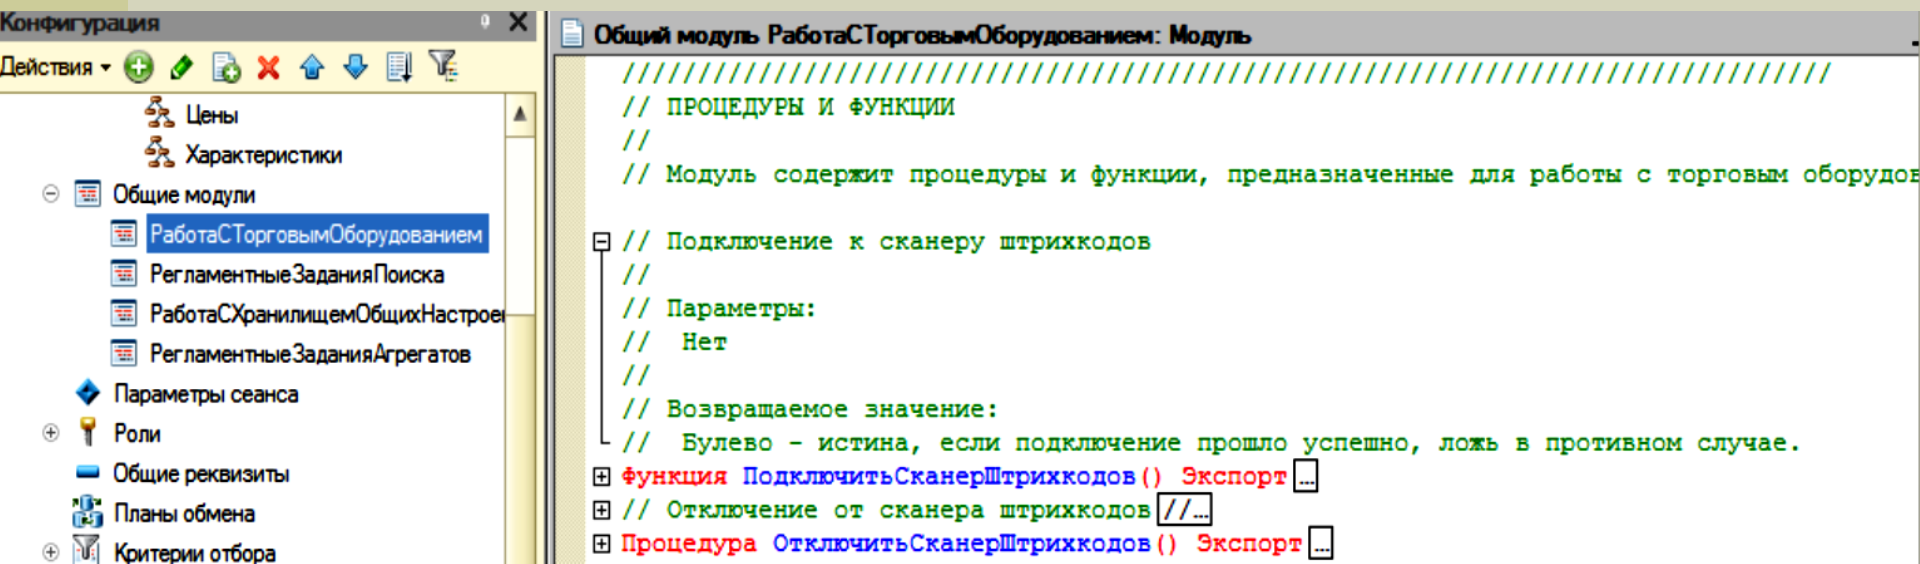 Конфигурация
Действия
Цены
Характеристики
Общие модули
РаботаСТорговымОборудованием
РегламентныеЗаданияПоиска
РаботаСХранилищемОбщихНастрое
РегламентныеЗаданияАгрегатов
Параметры сеанса
Роли
Общие реквизиты
Планы обмена
Критерии отбора
Общий модуль РаботаСТорговымОборудованием: Модуль
////////////////////////////////////////////////////////////////////////////////
// ПРОЦЕДУРЫ И ФУНКЦИИ
//
// Модуль содержит процедуры и функции, предназначенные для работы с торговым оборудов
// Подключение к сканеру штрихкодов
//
// Параметры:
//  Нет
//
// Возвращаемое значение:
//  Булево – истина, если подключение прошло успешно, ложь в противном случае.
Функция ПодключитьСканерШтрихкодов() Экспорт ...
// Отключение от сканера штрихкодов //...
Процедура ОтключитьСканерШтрихкодов() Экспорт ...